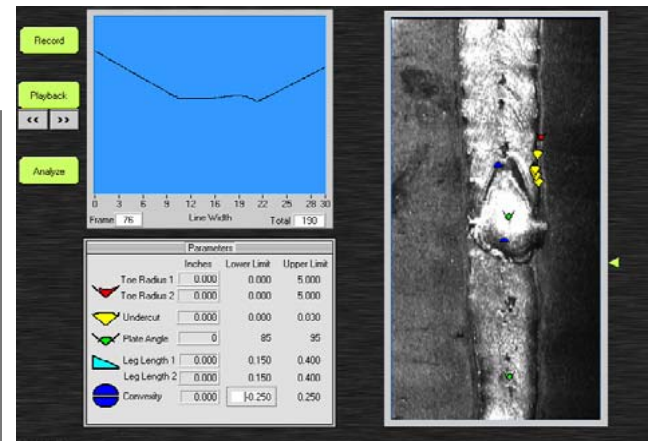 Record
Playback
<< >>
Analyze
0 3 6 9 12 15 18 22 25 28 30
Frame 76 Line Width Total 190
Parameters
Inches Lower Limit Upper Limit
Toe Radius 1 0.000 0.000 5.000
Toe Radius 2 0.000 0.000 5.000
Undercut 0.000 0.000 0.030
Plate Angle 0 85 95
Leg Length 1 0.000 0.150 0.400
Leg Length 2 0.000 0.150 0.400
Convexity 0.000 -0.250 0.250